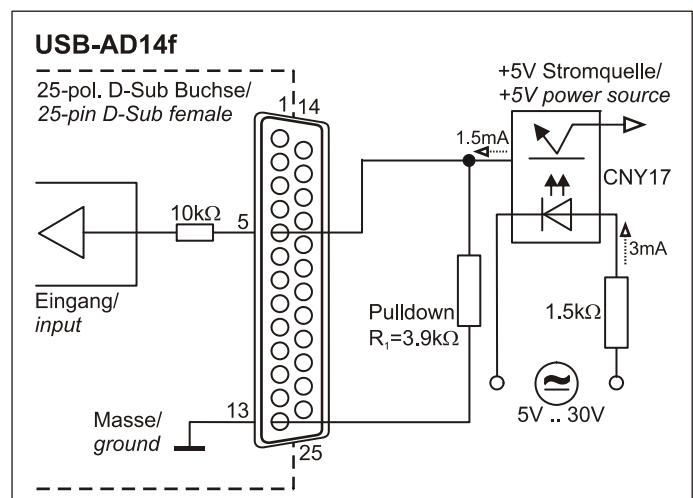 USB-AD14f
25-pol. D-Sub Buchse/
25-pin D-Sub female
1 14
+5V Stromquelle/
+5V power source
1.5mA
CNY17
10kΩ
5
3mA
Eingang/
input
Pulldown
R₁=3.9kΩ
1.5kΩ
13
Masse/
ground
5V .. 30V
25